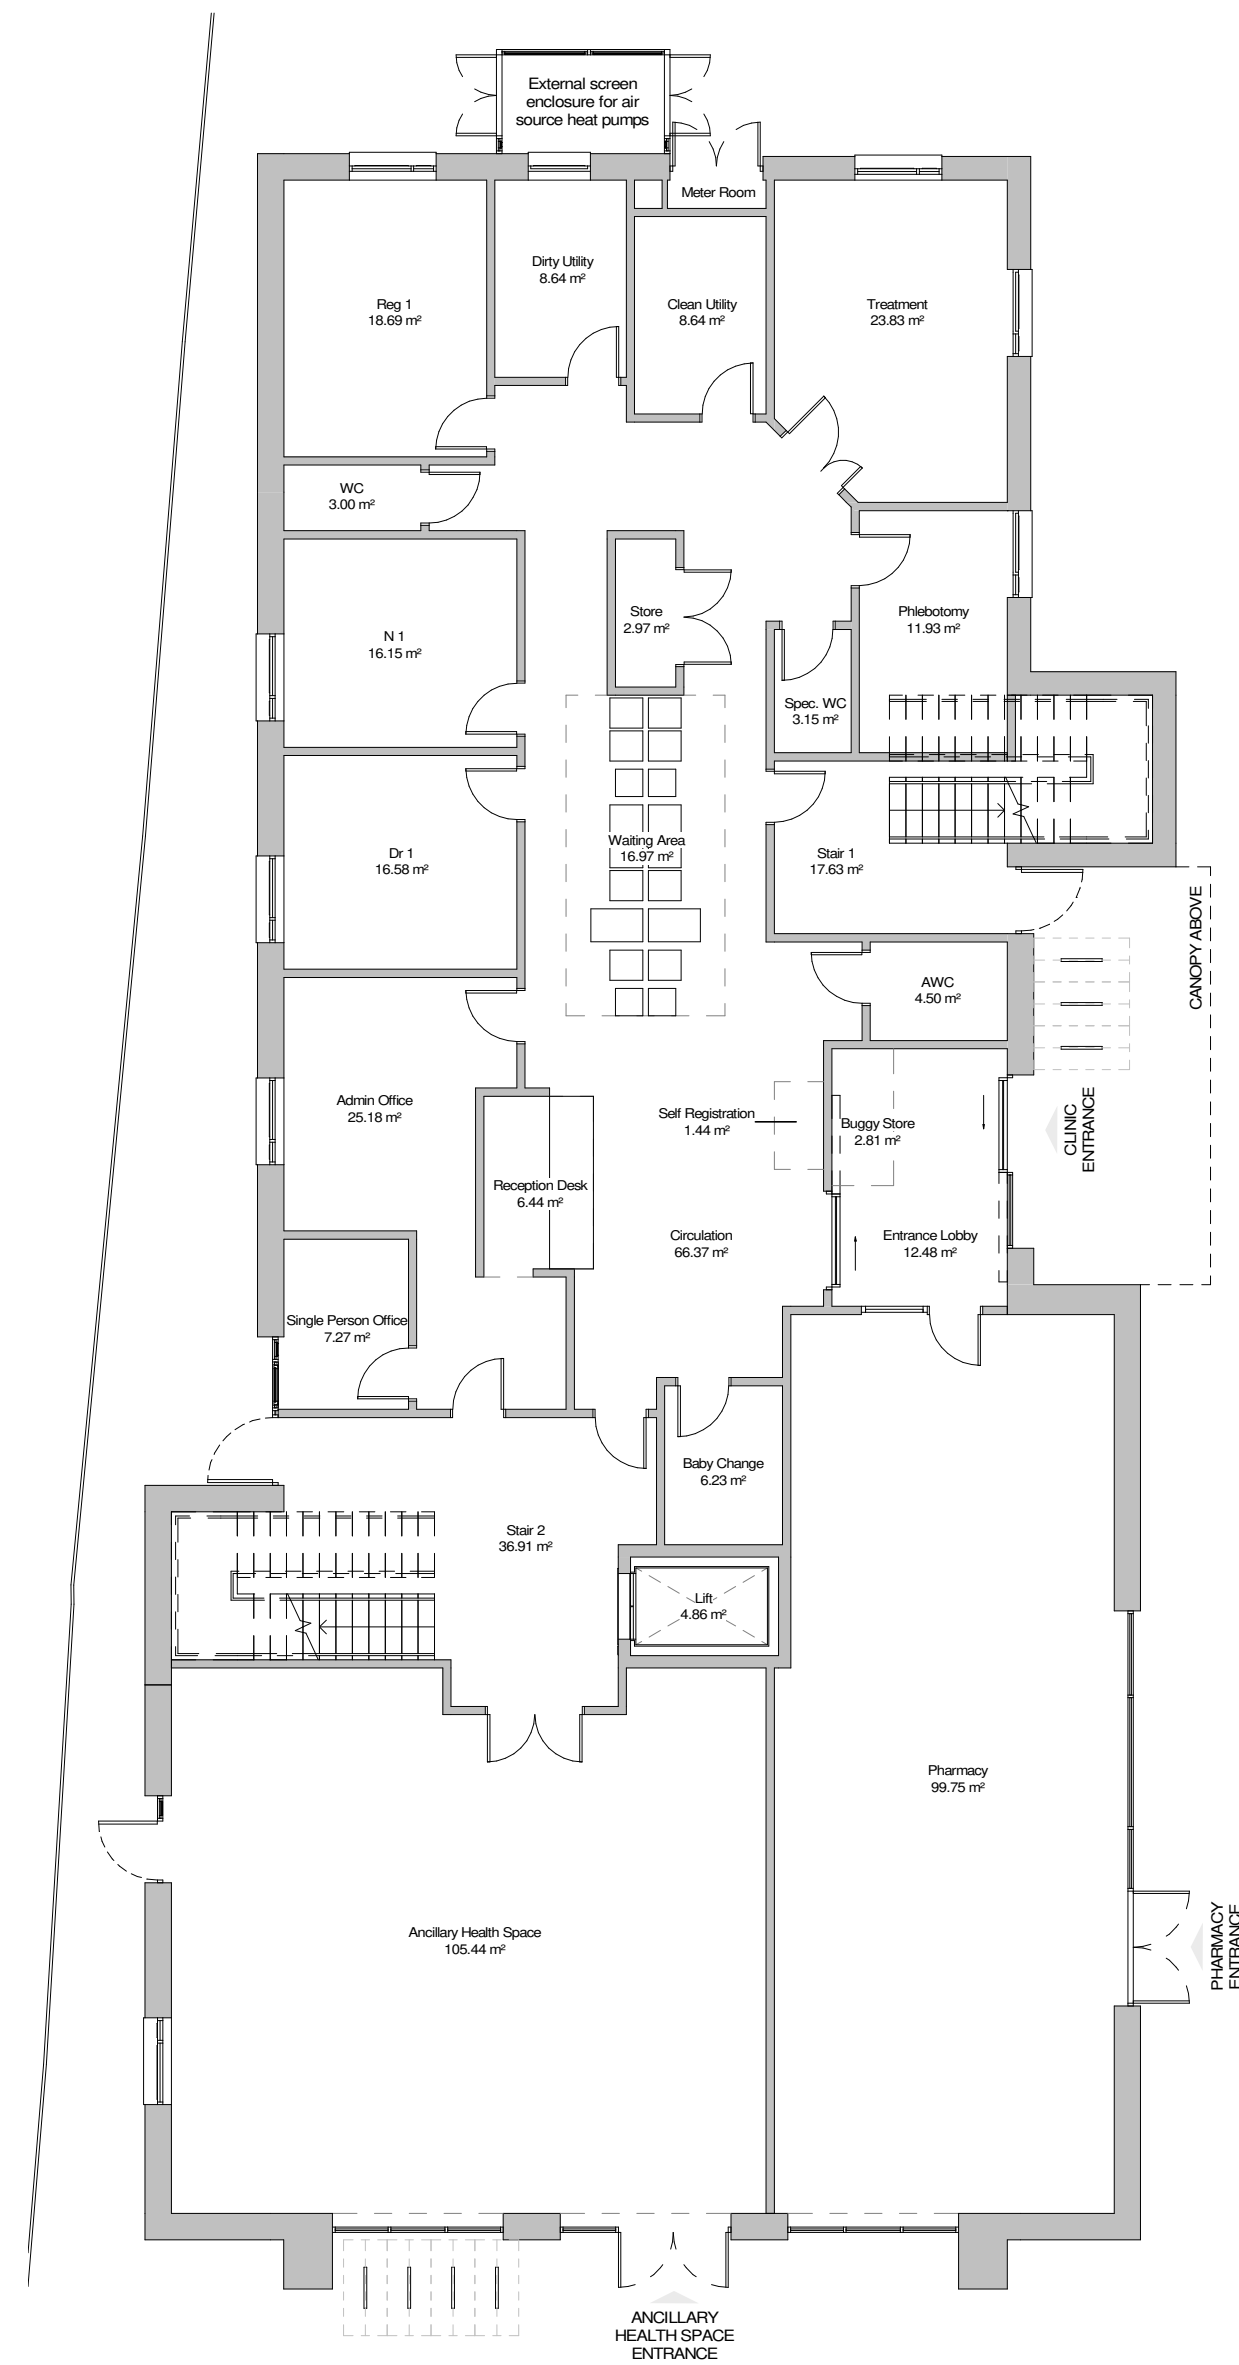 External screen
enclosure for air
source heat pumps
Meter Room
Dirty Utility
8.64 m²
Reg 1
18.69 m²
Clean Utility
8.64 m²
Treatment
23.83 m²
WC
3.00 m²
Store
2.97 m²
Phlebotomy
11.93 m²
N 1
16.15 m²
Spec. WC
3.15 m²
Waiting Area
16.97 m²
Dr 1
16.58 m²
Stair 1
17.63 m²
CANOPY ABOVE
AWC
4.50 m²
Admin Office
25.18 m²
Self Registration
1.44 m²
Buggy Store
2.81 m²
CLINIC
ENTRANCE
Reception Desk
6.44 m²
Circulation
66.37 m²
Entrance Lobby
12.48 m²
Single Person Office
7.27 m²
Baby Change
6.23 m²
Stair 2
36.91 m²
Lift
4.86 m²
Pharmacy
99.75 m²
Ancillary Health Space
105.44 m²
PHARMACY
ENTRANCE
ANCILLARY
HEALTH SPACE
ENTRANCE